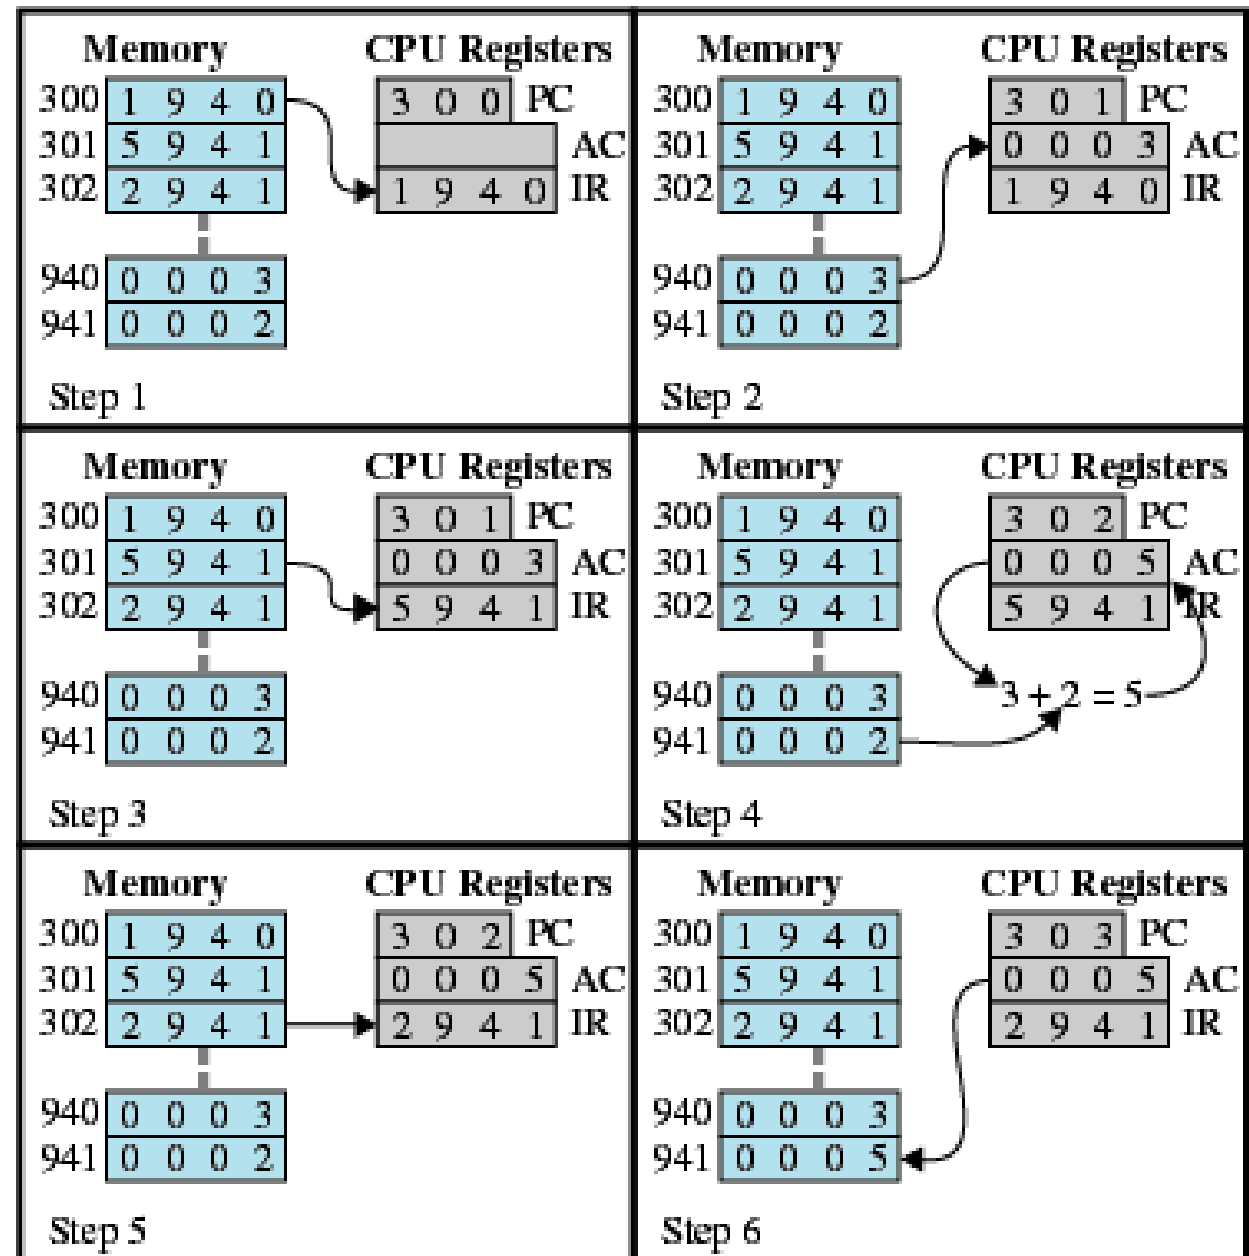 Memory CPU Registers
300 1 9 4 0 3 0 0 PC
301 5 9 4 1 AC
302 2 9 4 1 1 9 4 0 IR
940 0 0 0 3
941 0 0 0 2
Step 1
Memory CPU Registers
300 1 9 4 0 3 0 1 PC
301 5 9 4 1 0 0 0 3 AC
302 2 9 4 1 1 9 4 0 IR
940 0 0 0 3
941 0 0 0 2
Step 2
Memory CPU Registers
300 1 9 4 0 3 0 1 PC
301 5 9 4 1 0 0 0 3 AC
302 2 9 4 1 5 9 4 1 IR
940 0 0 0 3
941 0 0 0 2
Step 3
Memory CPU Registers
300 1 9 4 0 3 0 2 PC
301 5 9 4 1 0 0 0 5 AC
302 2 9 4 1 5 9 4 1 IR
940 0 0 0 3 3 + 2 = 5
941 0 0 0 2
Step 4
Memory CPU Registers
300 1 9 4 0 3 0 2 PC
301 5 9 4 1 0 0 0 5 AC
302 2 9 4 1 2 9 4 1 IR
940 0 0 0 3
941 0 0 0 2
Step 5
Memory CPU Registers
300 1 9 4 0 3 0 3 PC
301 5 9 4 1 0 0 0 5 AC
302 2 9 4 1 2 9 4 1 IR
940 0 0 0 3
941 0 0 0 5
Step 6